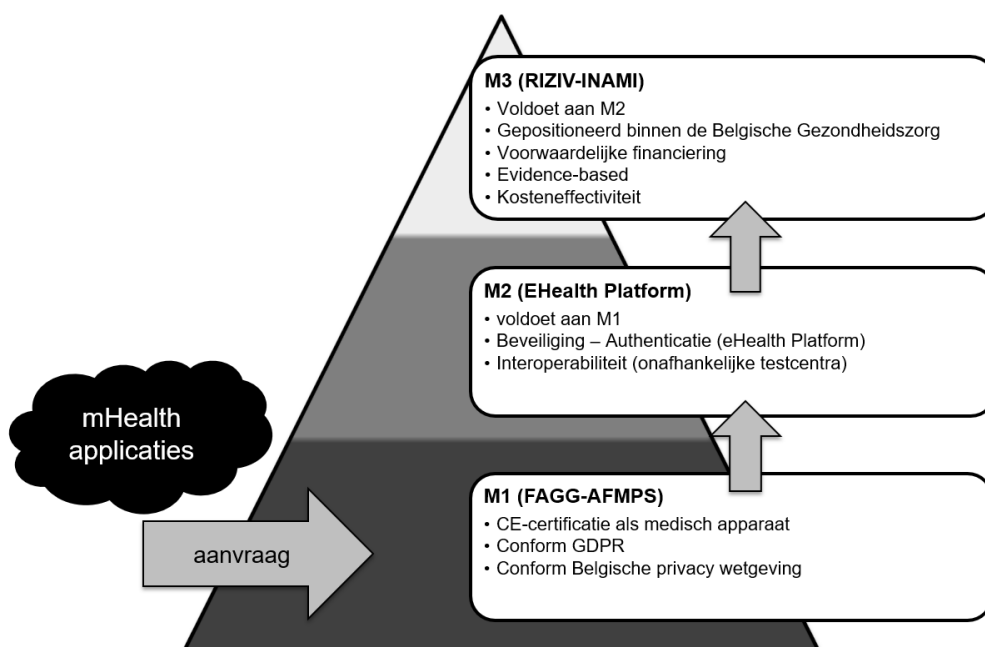 M3 (RIZIV-INAMI)
• Voldoet aan M2
• Gepositioneerd binnen de Belgische Gezondheidszorg
• Voorwaardelijke financiering
• Evidence-based
• Kosteneffectiviteit
M2 (EHealth Platform)
• voldoet aan M1
• Beveiliging – Authenticatie (eHealth Platform)
• Interoperabiliteit (onafhankelijke testcentra)
mHealth
applicaties
M1 (FAGG-AFMPS)
• CE-certificatie als medisch apparaat
• Conform GDPR
• Conform Belgische privacy wetgeving
aanvraag